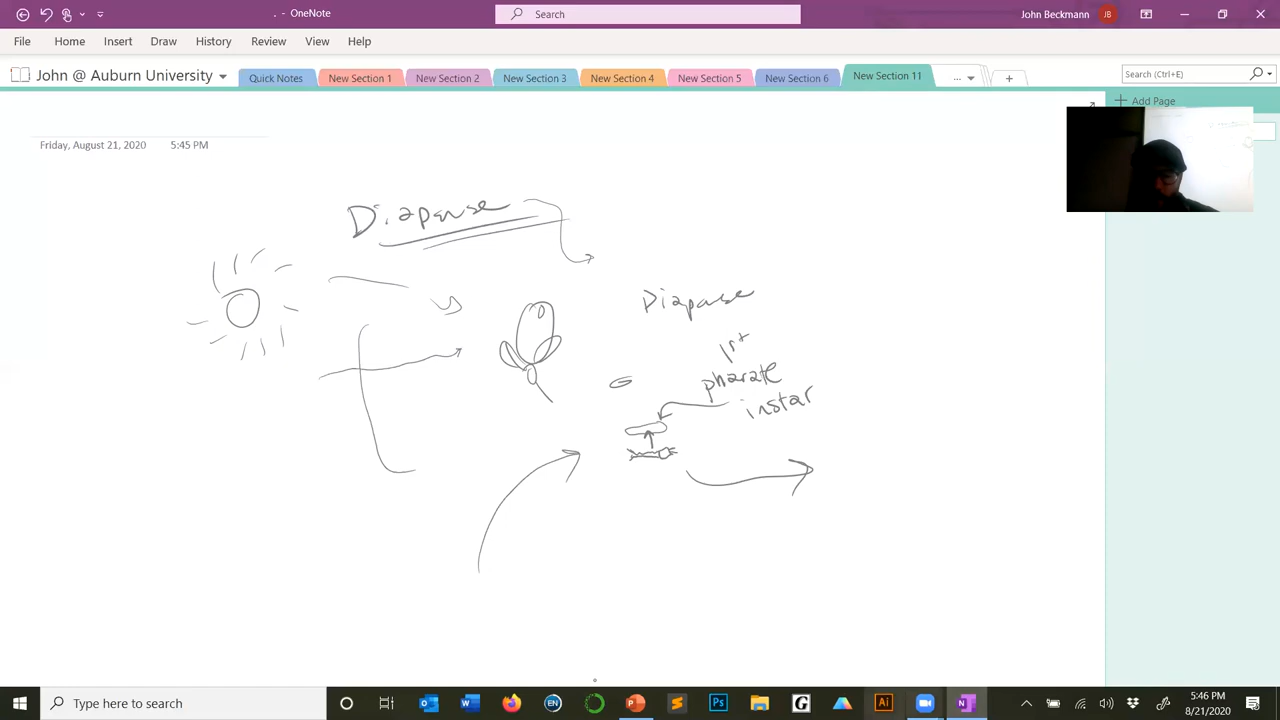 . - OneNote
Search
John Beckmann
JB
File Home Insert Draw History Review View Help
John @ Auburn University
Quick Notes New Section 1 New Section 2 New Section 3 New Section 4 New Section 5 New Section 6 New Section 11 ...
Search (Ctrl+E)
Add Page
Friday, August 21, 2020 5:45 PM
Diapause
Diapause
1st
pharate
instar
Type here to search
5:46 PM
8/21/2020